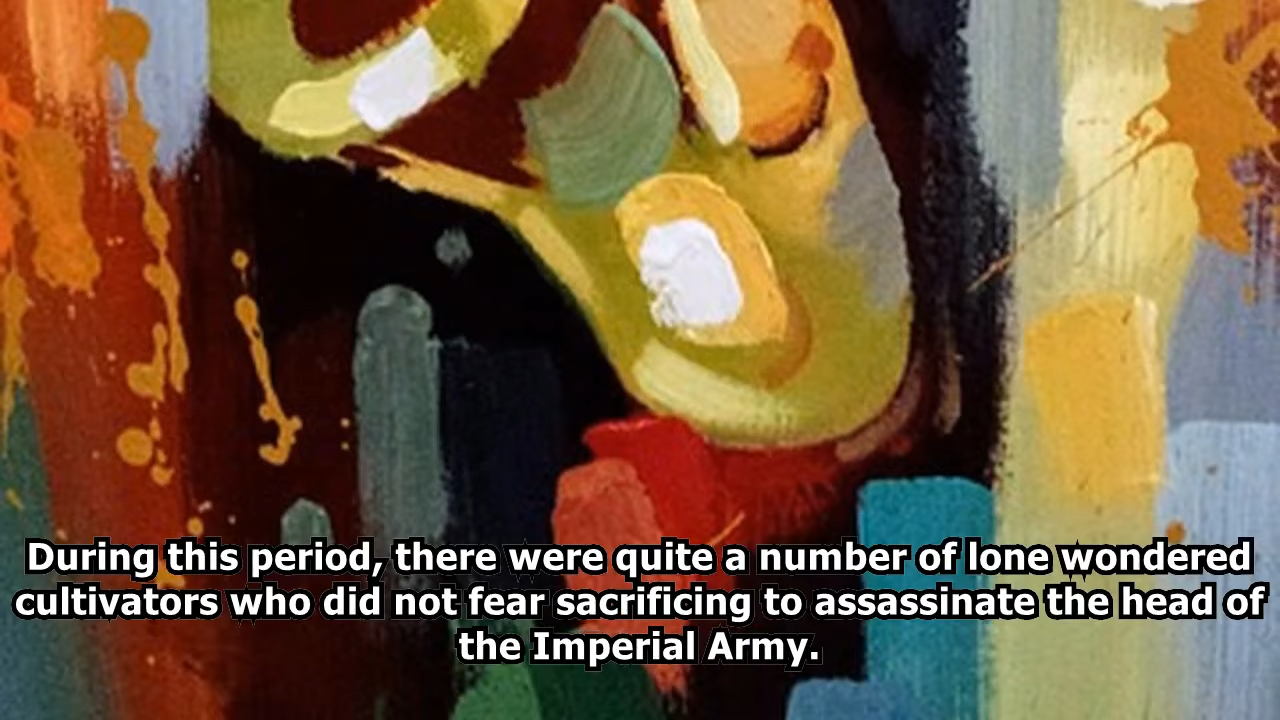 During this period, there were quite a number of lone wondered
cultivators who did not fear sacrificing to assassinate the head of
the Imperial Army.